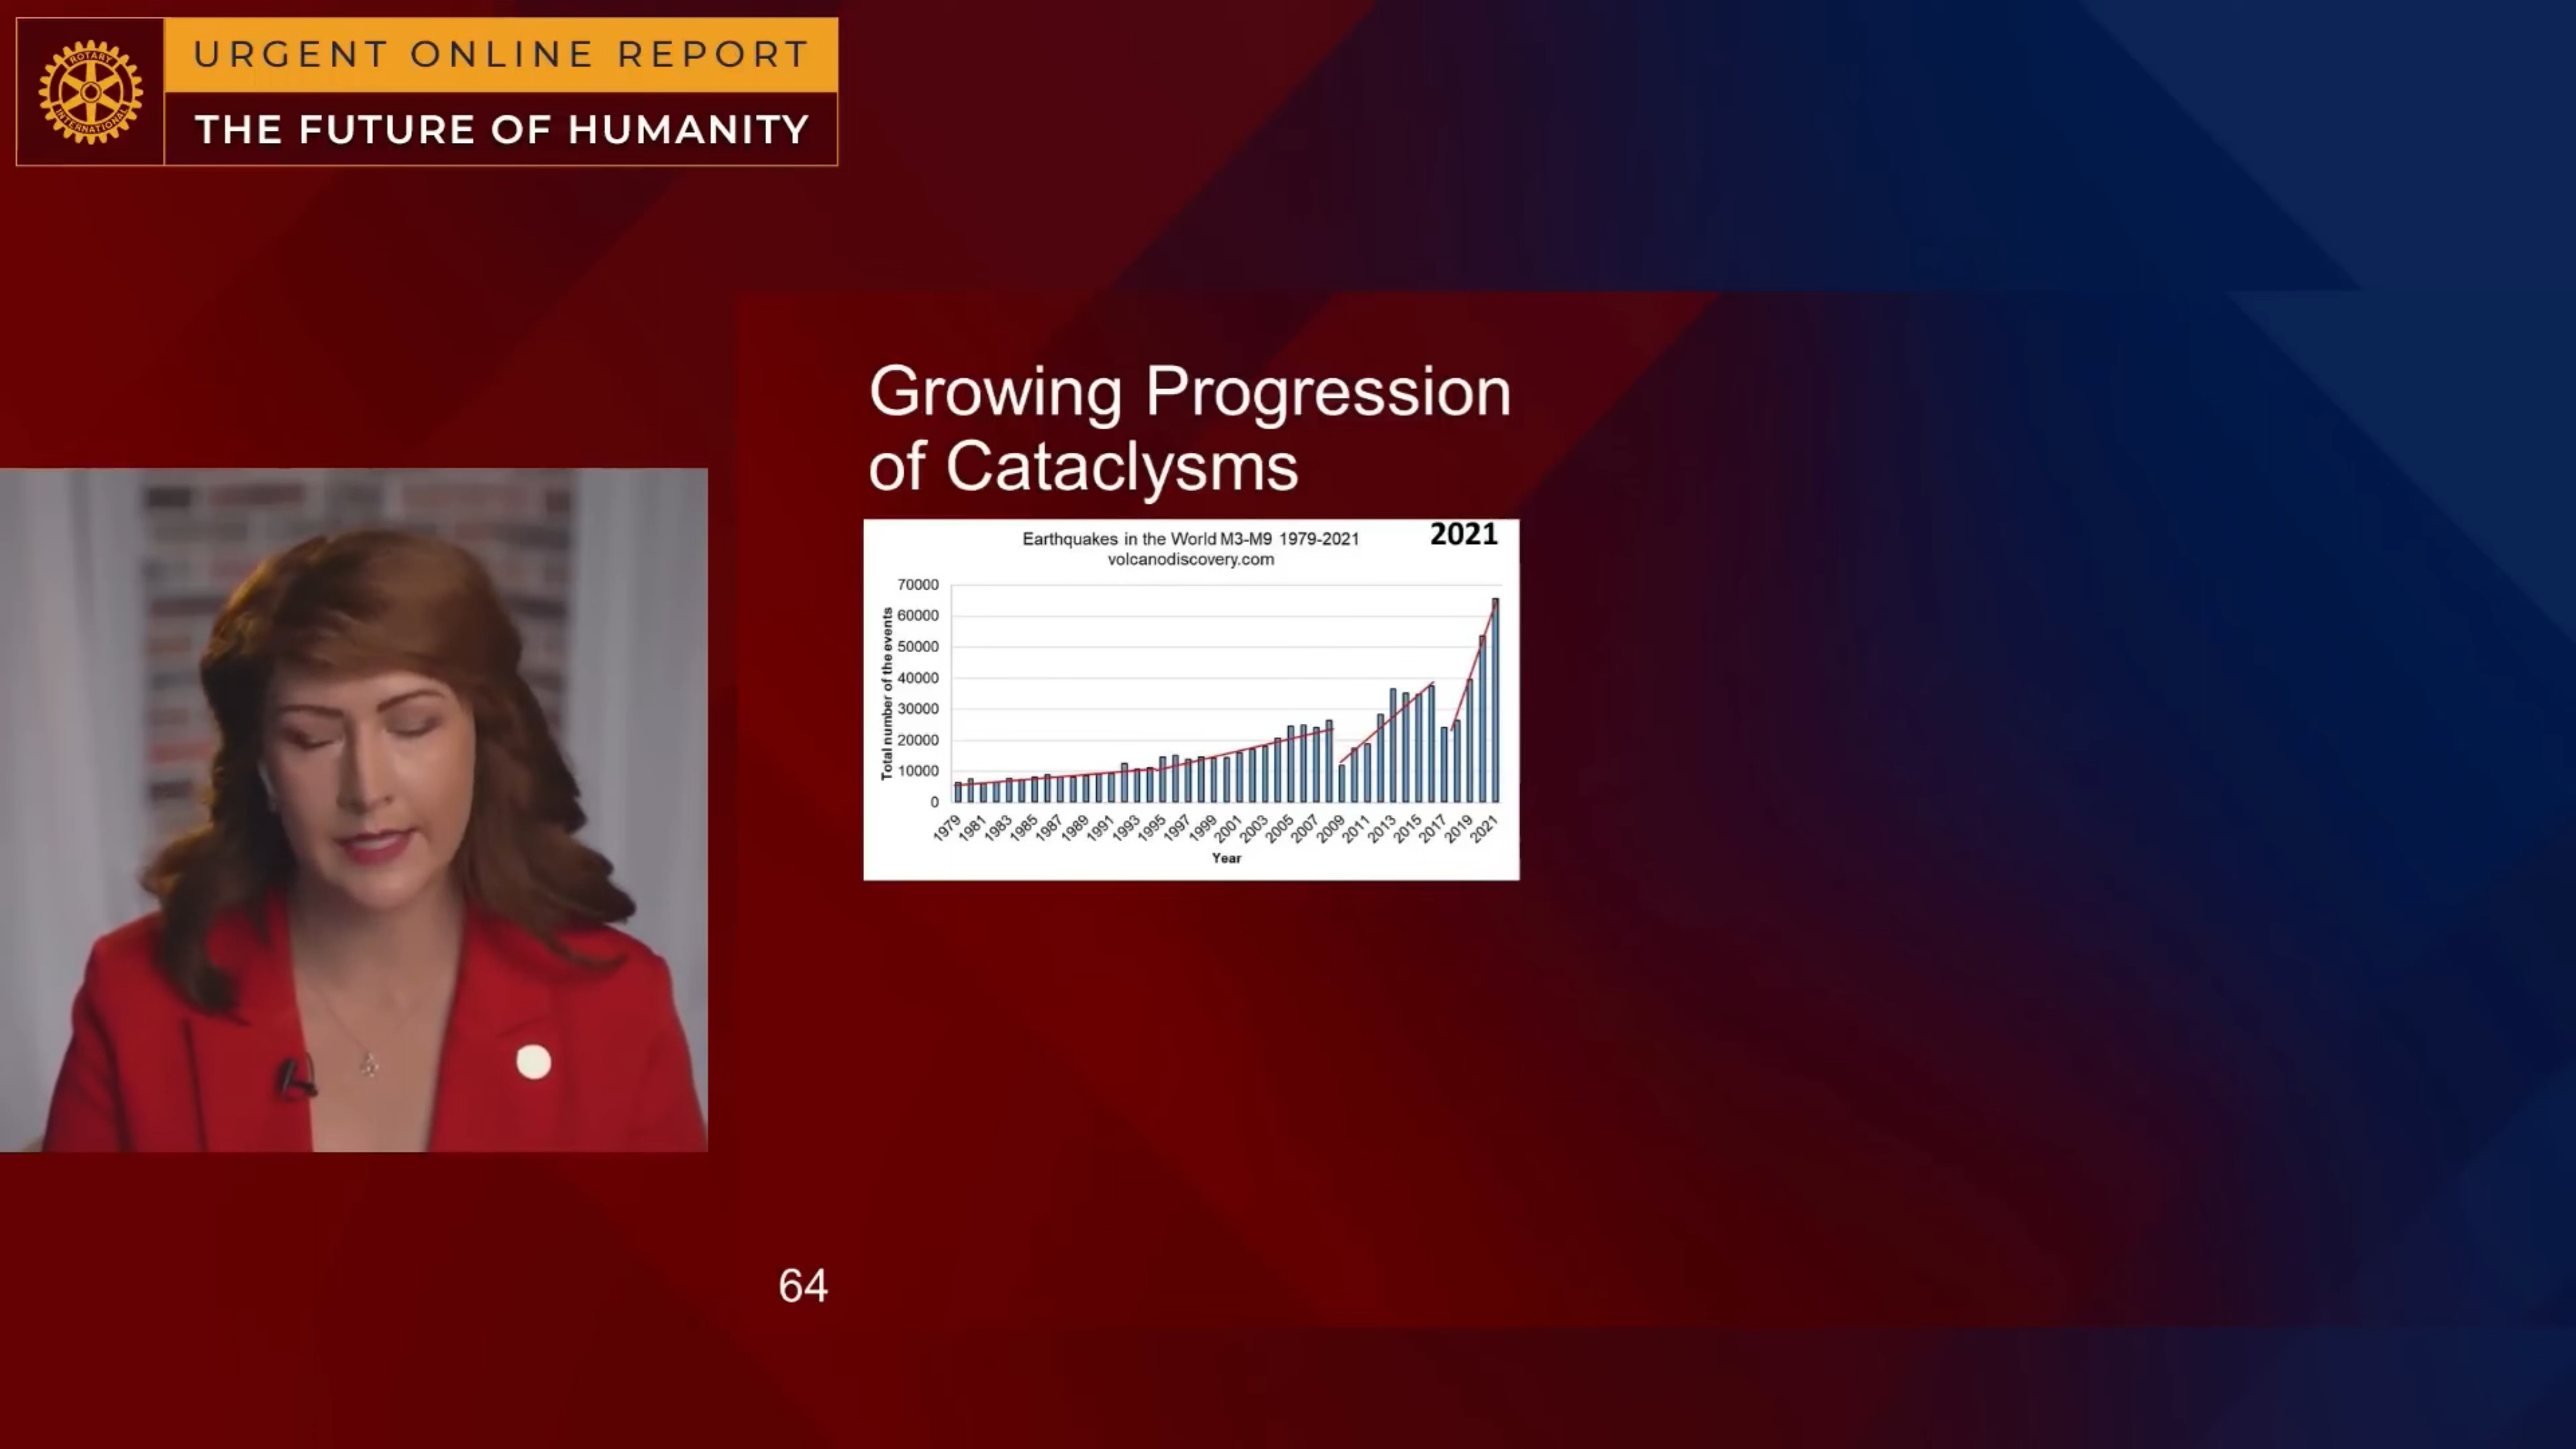 ROTARY
INTERNATIONAL
URGENT ONLINE REPORT
THE FUTURE OF HUMANITY
Growing Progression
of Cataclysms
Earthquakes in the World M3-M9 1979-2021
2021
volcanodiscovery.com
Total number of the events
70000
60000
50000
40000
30000
20000
10000
0
1979 1981 1983 1985 1987 1989 1991 1993 1995 1997 1999 2001 2003 2005 2007 2009 2011 2013 2015 2017 2019 2021
Year
64